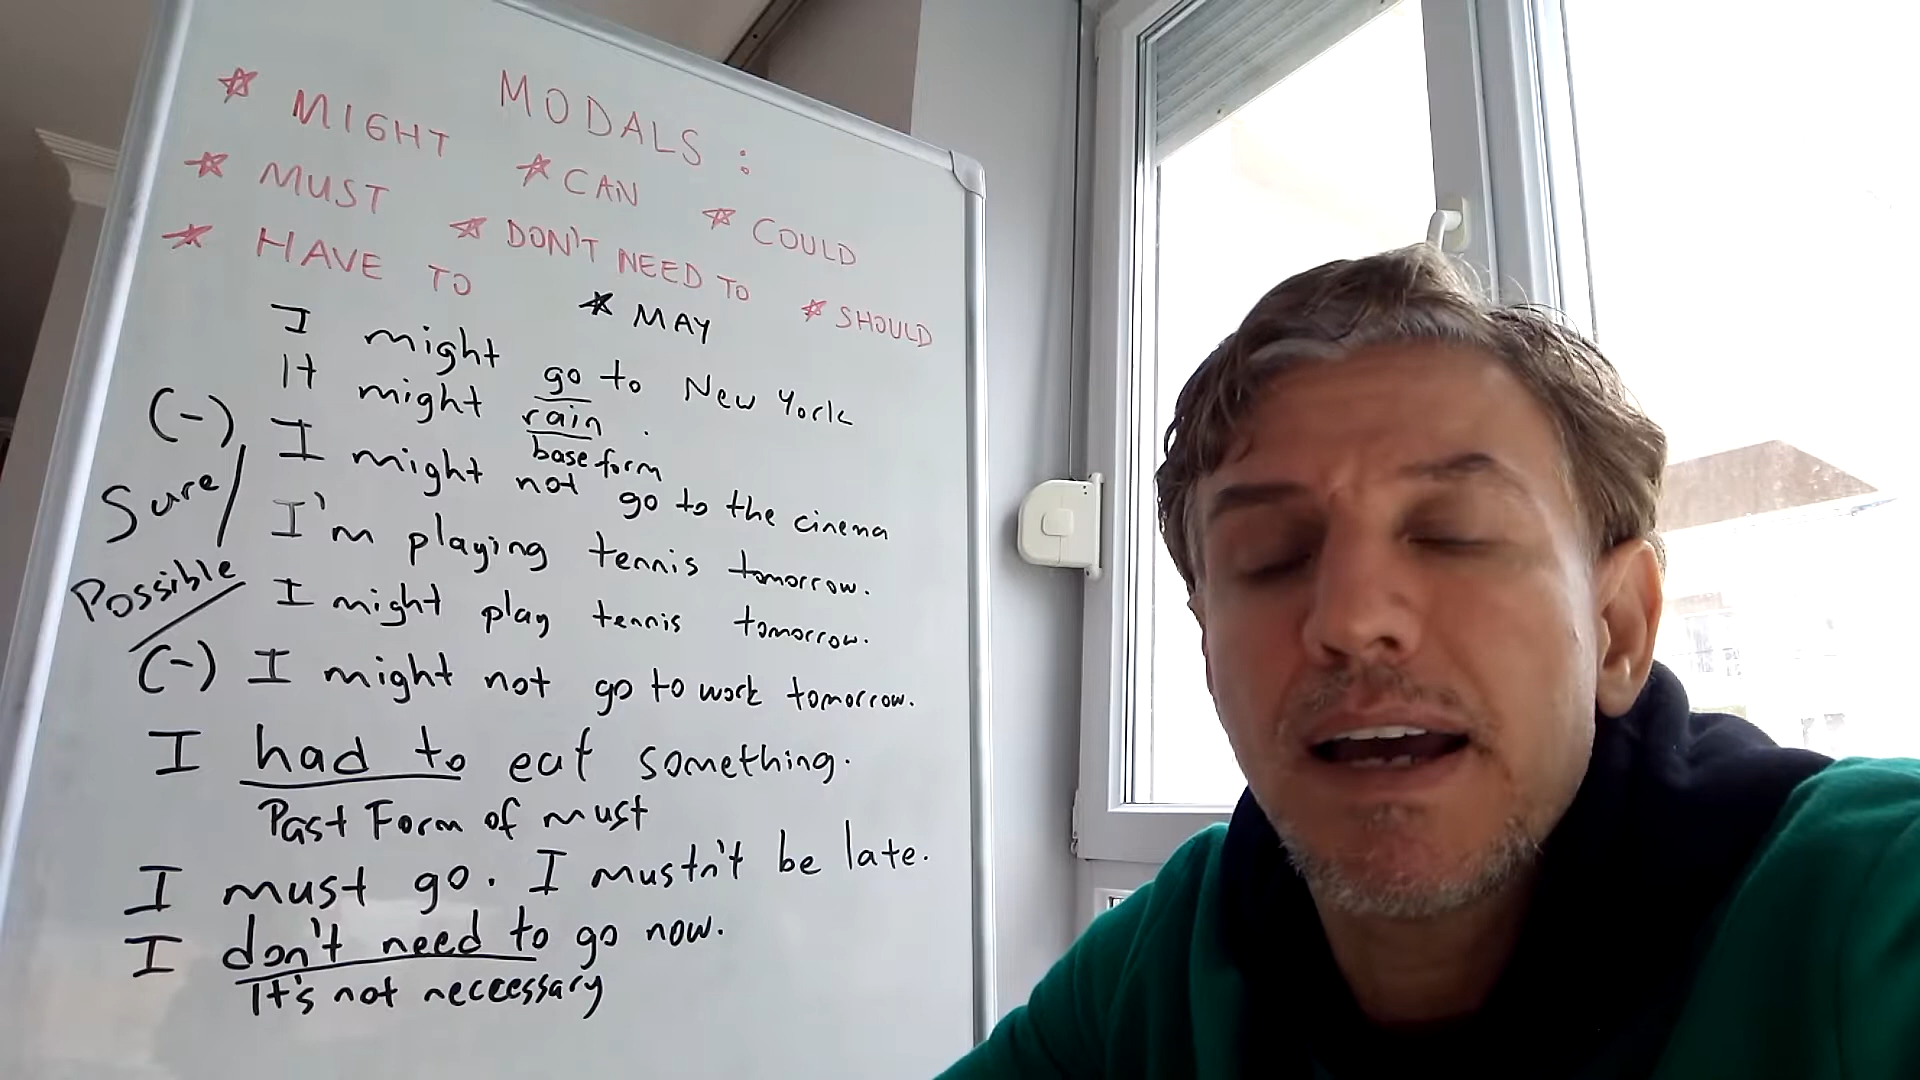 MODALS :
* MIGHT * CAN * COULD
* MUST * DON'T NEED TO * SHOULD
* HAVE TO * MAY
I might go to New York
It might rain.
base form
(-) I might not go to the cinema
Sure / I'm playing tennis tomorrow.
Possible / I might play tennis tomorrow.
(-) I might not go to work tomorrow.
I had to eat something.
Past Form of must
I must go. I mustn't be late.
I don't need to go now.
It's not neccessary